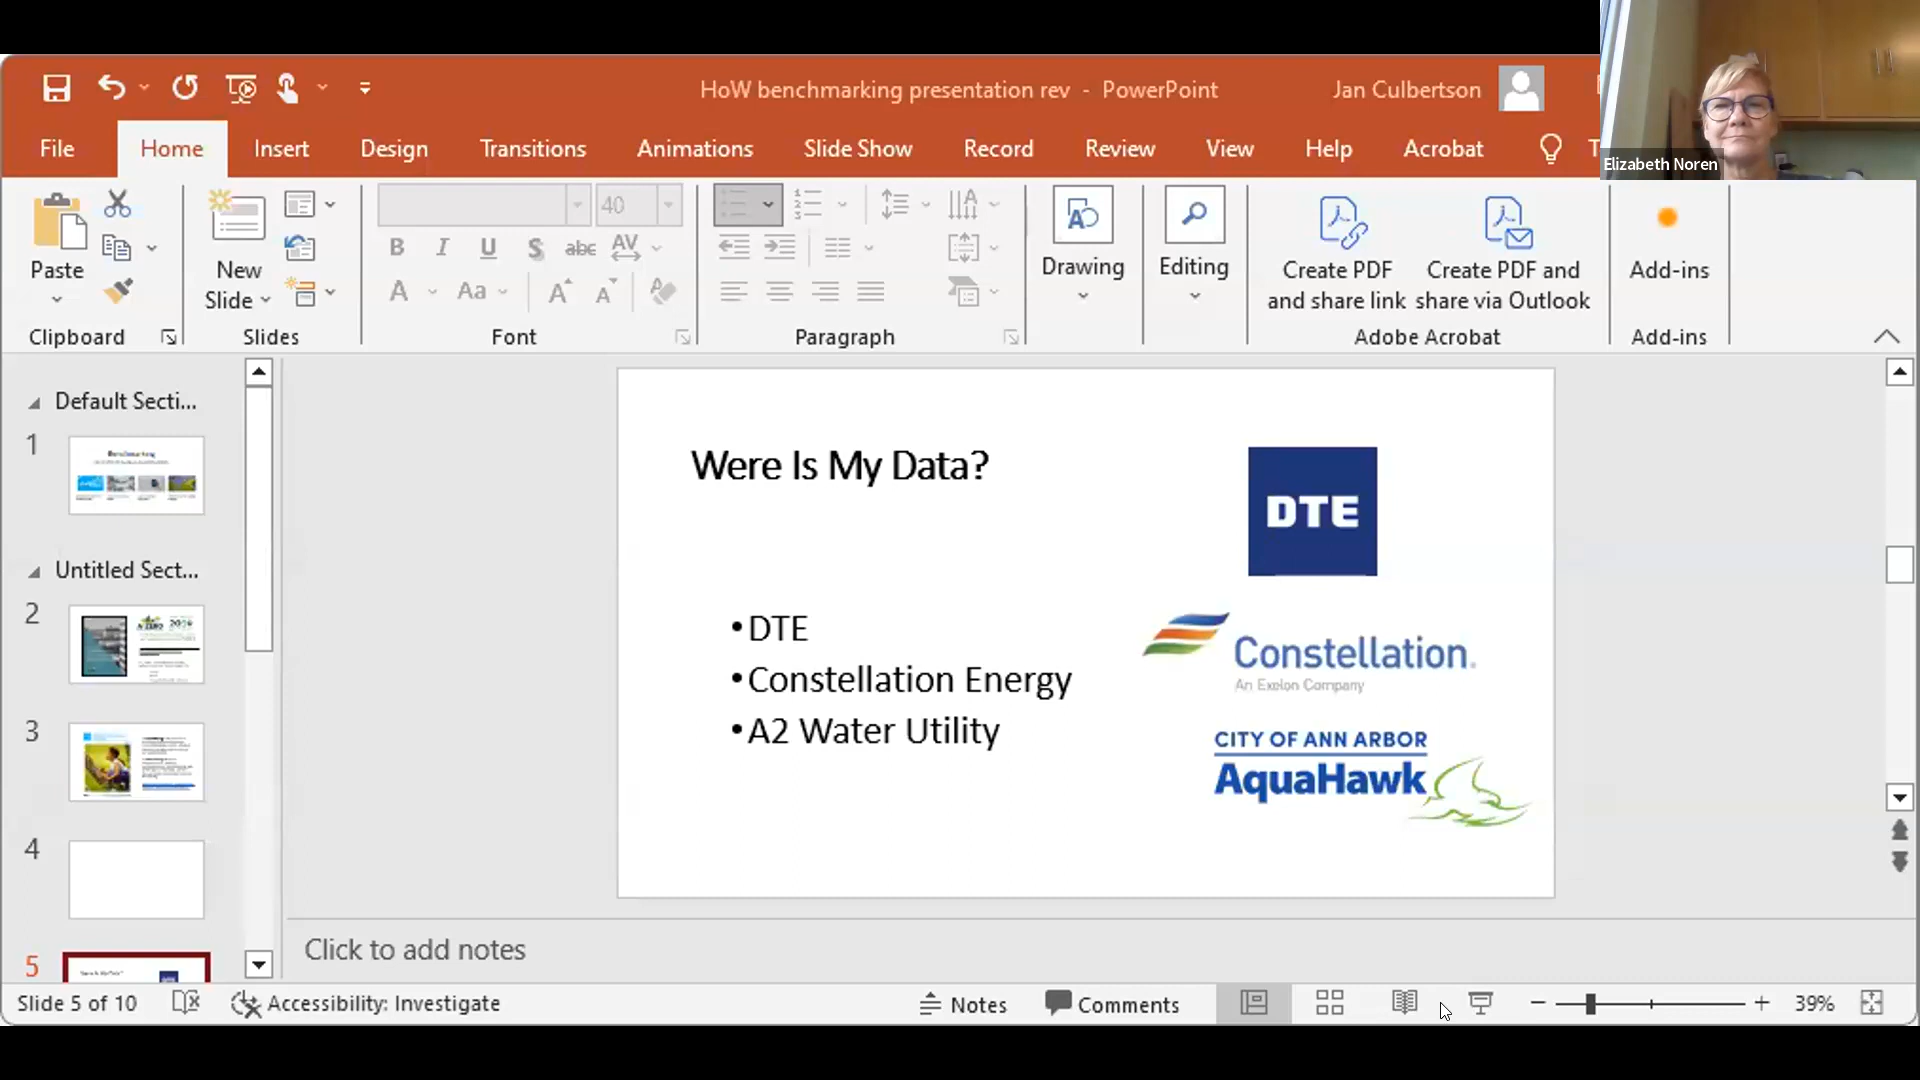 HoW benchmarking presentation rev - PowerPoint
Jan Culbertson
Elizabeth Noren
File Home Insert Design Transitions Animations Slide Show Record Review View Help Acrobat
40
Paste
New Slide
B I U S abc AV
A Aa A A
Drawing
Editing
Create PDF and share link
Create PDF and share via Outlook
Add-ins
Clipboard
Slides
Font
Paragraph
Adobe Acrobat
Add-ins
Default Secti...
1
Benchmarking
Untitled Sect...
2
3
4
5
Were Is My Data?
•DTE
•Constellation Energy
•A2 Water Utility
DTE
Constellation.
An Exelon Company
CITY OF ANN ARBOR
AquaHawk
Click to add notes
Slide 5 of 10
Accessibility: Investigate
Notes
Comments
39%